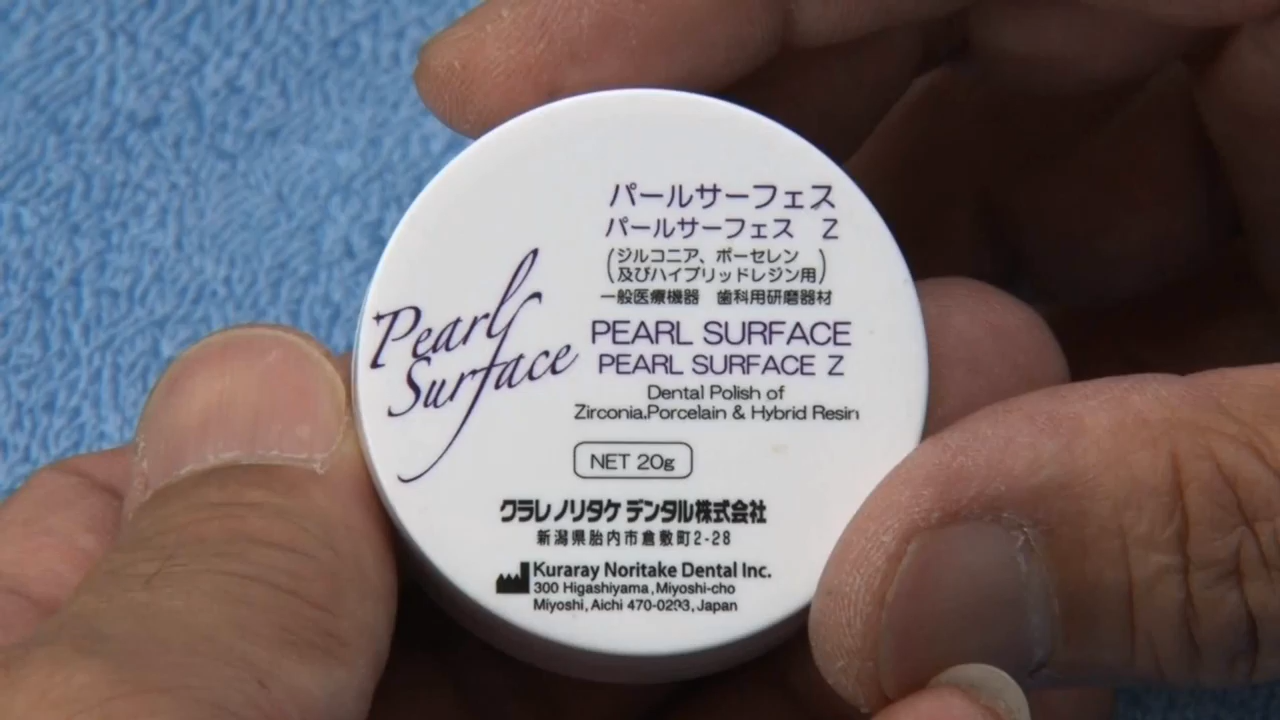 Pearl
Surface
パールサーフェス
パールサーフェス Z
(ジルコニア、ポーセレン
及びハイブリッドレジン用)
一般医療機器 歯科用研磨器材
PEARL SURFACE
PEARL SURFACE Z
Dental Polish of
Zirconia.Porcelain & Hybrid Resin
NET 20g
クラレノリタケデンタル株式会社
新潟県胎内市倉敷町2-28
Kuraray Noritake Dental Inc.
300 Higashiyama, Miyoshi-cho
Miyoshi, Aichi 470-0293, Japan